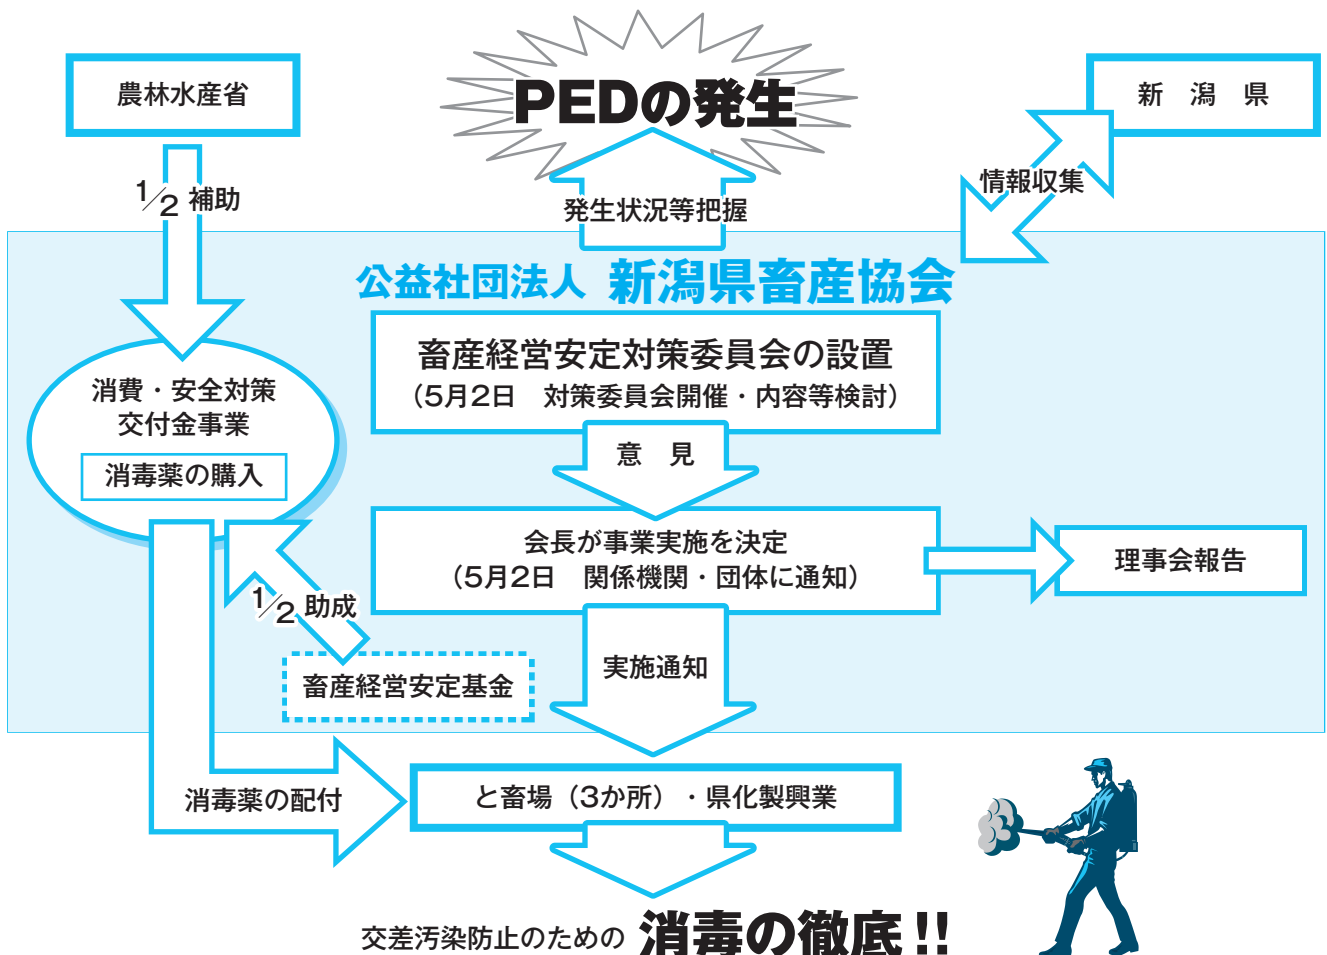 農林水産省
PEDの発生
新　潟　県
1/2 補助
発生状況等把握
情報収集
公益社団法人 新潟県畜産協会
畜産経営安定対策委員会の設置
（5月2日　対策委員会開催・内容等検討）
消費・安全対策
交付金事業
消毒薬の購入
意　見
会長が事業実施を決定
（5月2日　関係機関・団体に通知）
理事会報告
1/2 助成
畜産経営安定基金
実施通知
消毒薬の配付
と畜場（3か所）・県化製興業
交差汚染防止のための 消毒の徹底!!